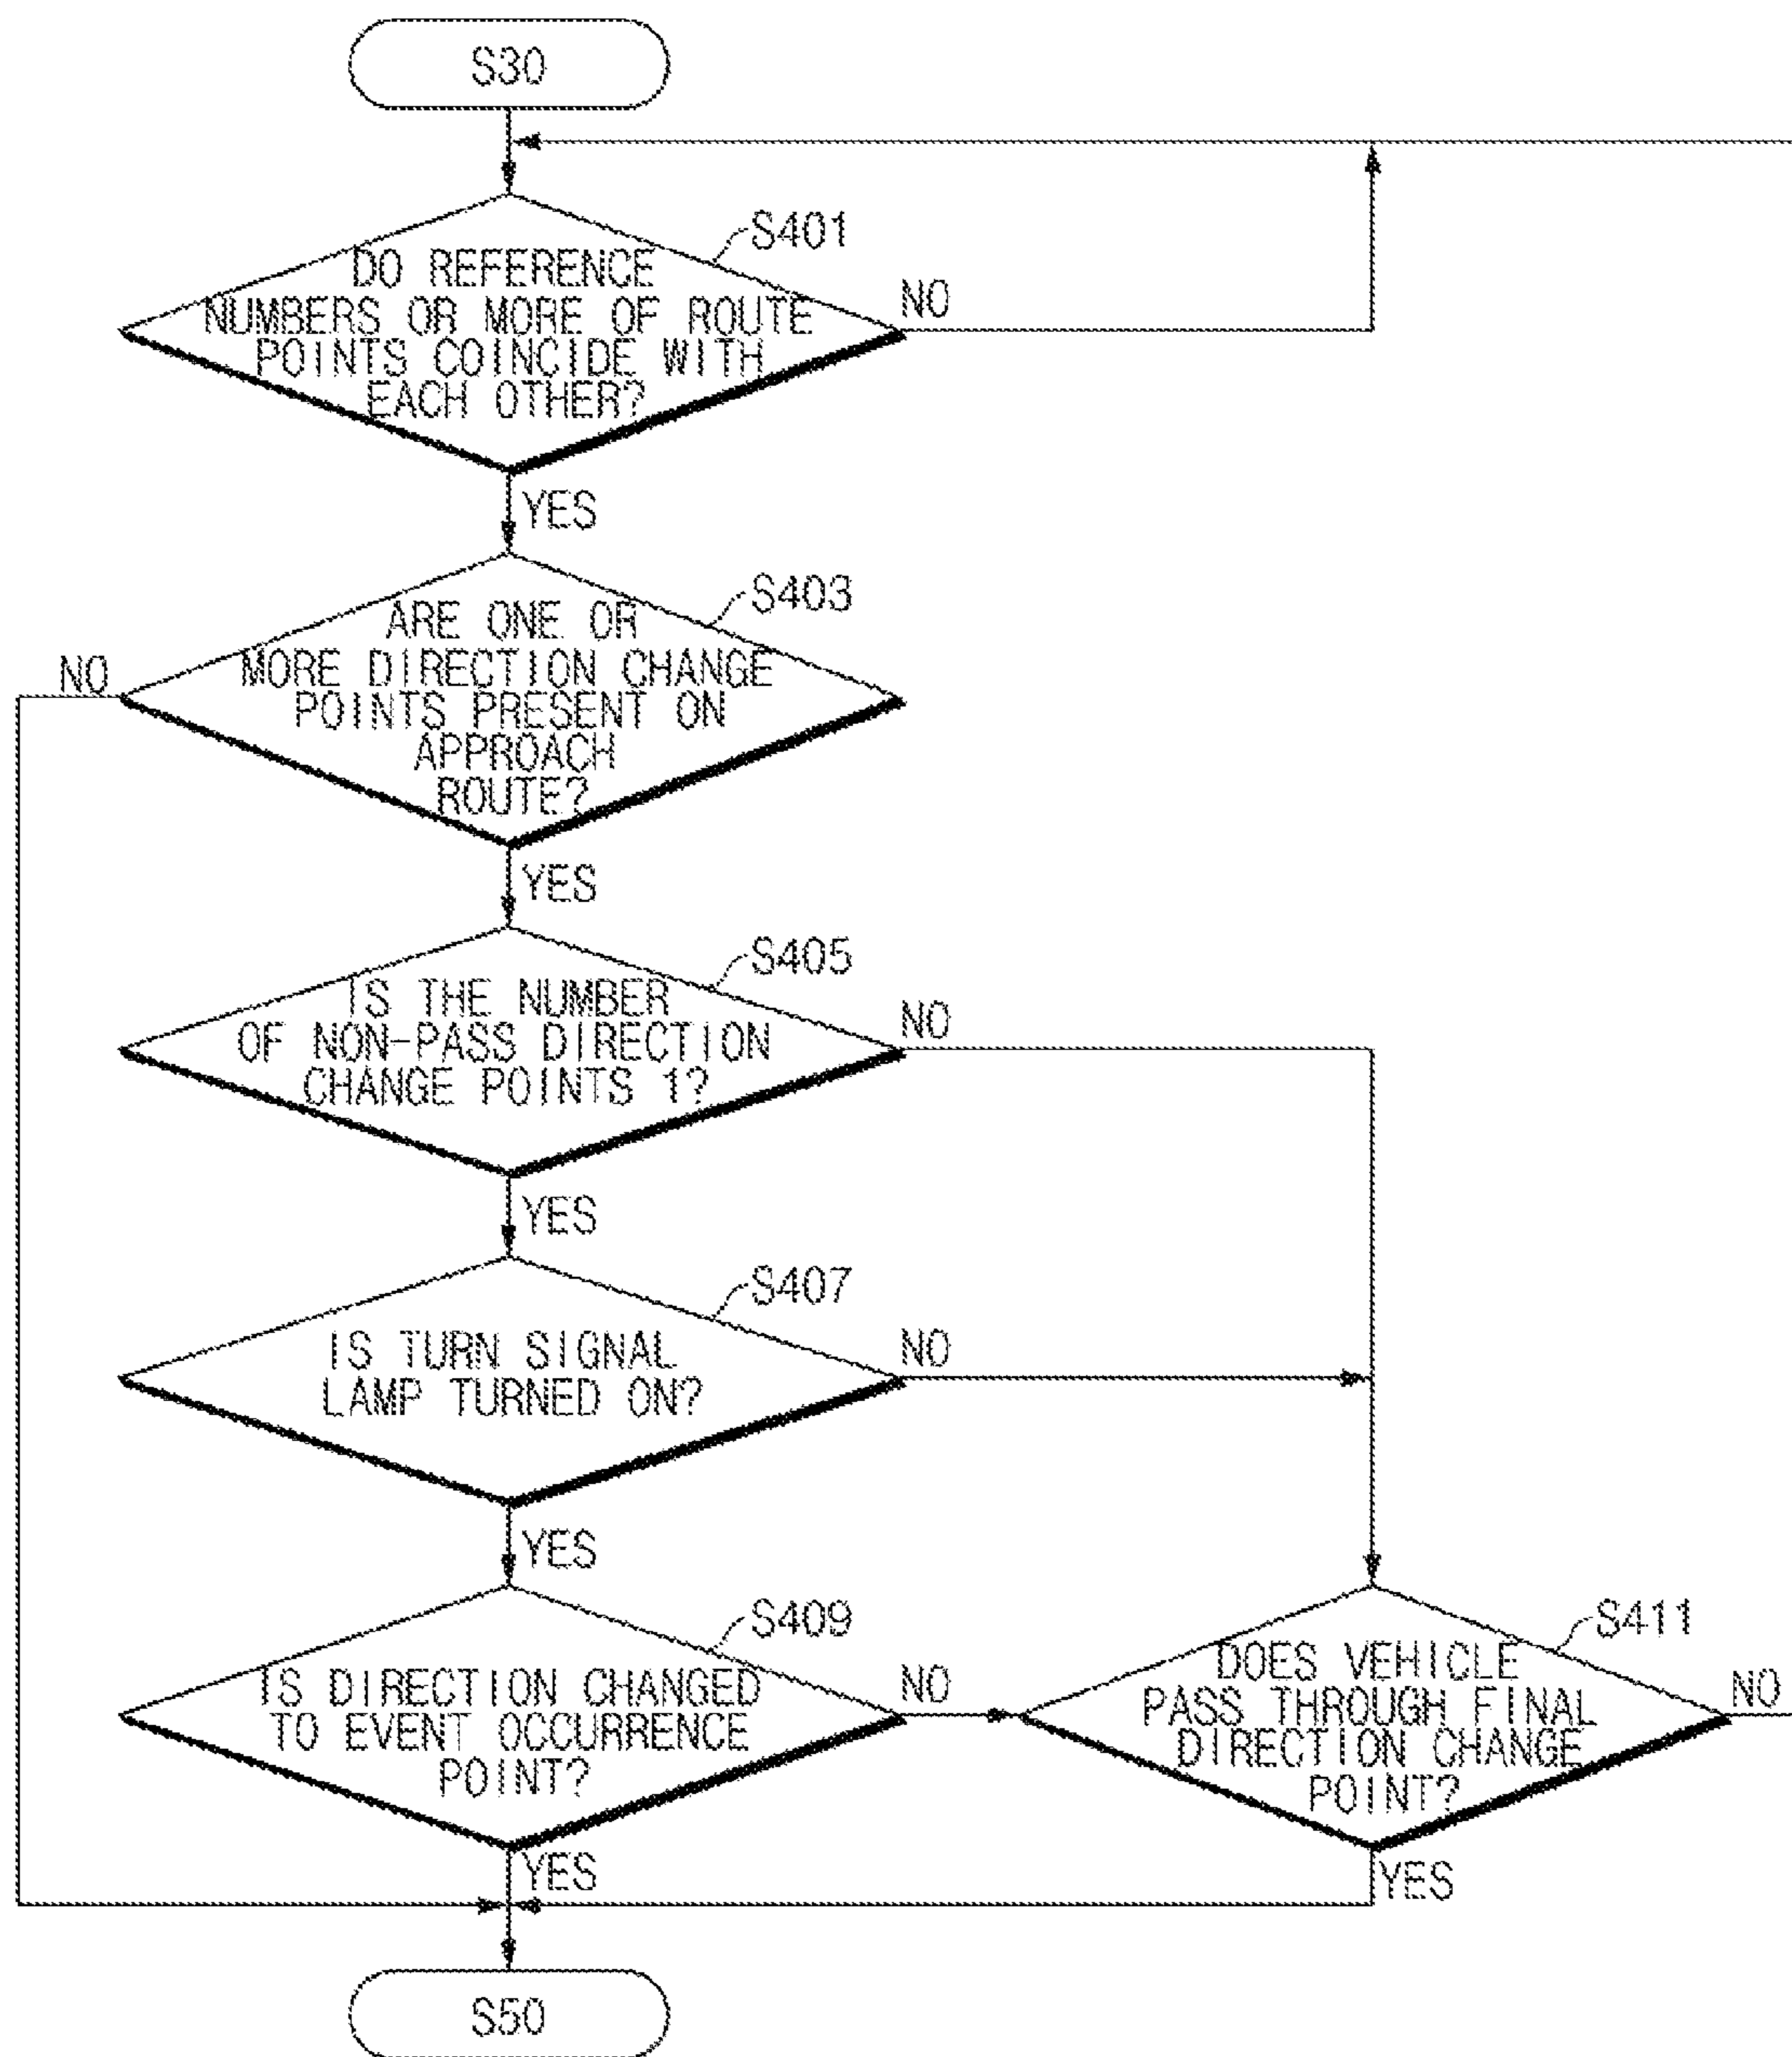 S30
S401
DO REFERENCE
NUMBERS OR MORE OF ROUTE
POINTS COINCIDE WITH
EACH OTHER?
NO
YES
S403
ARE ONE OR
MORE DIRECTION CHANGE
POINTS PRESENT ON
APPROACH
ROUTE?
NO
YES
S405
IS THE NUMBER
OF NON-PASS DIRECTION
CHANGE POINTS 1?
NO
YES
S407
IS TURN SIGNAL
LAMP TURNED ON?
NO
YES
S409
IS DIRECTION CHANGED
TO EVENT OCCURRENCE
POINT?
NO
YES
S411
DOES VEHICLE
PASS THROUGH FINAL
DIRECTION CHANGE
POINT?
NO
YES
S50